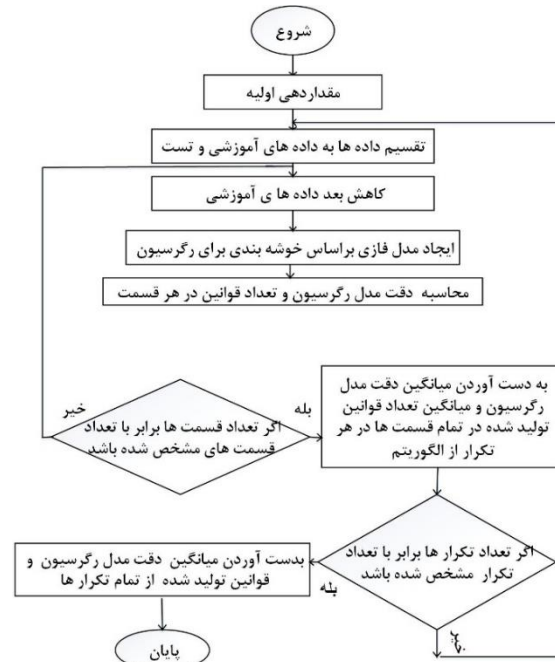 شروع
مقداردهی اولیه
تقسیم داده ها به داده های آموزشی و تست
کاهش بعد داده ها ی آموزشی
ایجاد مدل فازی براساس خوشه بندی برای رگرسیون
محاسبه دقت مدل رگرسیون و تعداد قوانین در هر قسمت
خیر
اگر تعداد قسمت ها برابر با تعداد
قسمت های مشخص شده باشد
بله
به دست آوردن میانگین دقت مدل
رگرسیون و میانگین تعداد قوانین
تولید شده در تمام قسمت ها در هر
تکرار از الگوریتم
اگر تعداد تکرار ها برابر با تعداد
تکرار مشخص شده باشد
بله
خیر
بدست آوردن میانگین دقت مدل رگرسیون و
قوانین تولید شده از تمام تکرار ها
پایان